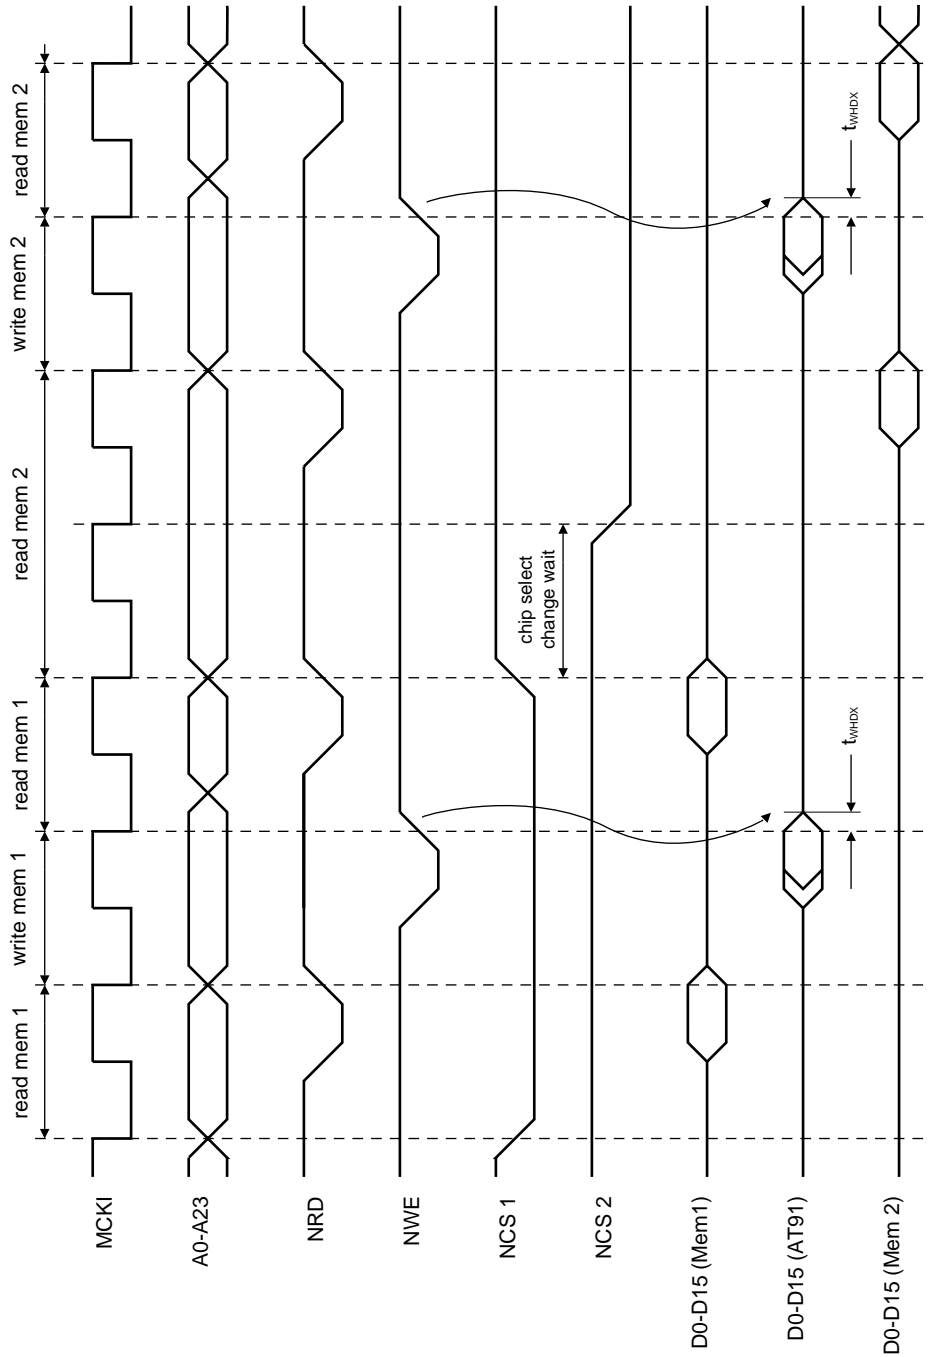 read mem 1
write mem 1
read mem 1
read mem 2
write mem 2
read mem 2
MCKI
A0-A23
NRD
NWE
NCS 1
chip select
change wait
NCS 2
D0-D15 (Mem1)
D0-D15 (AT91)
tWHDX
tWHDX
D0-D15 (Mem 2)